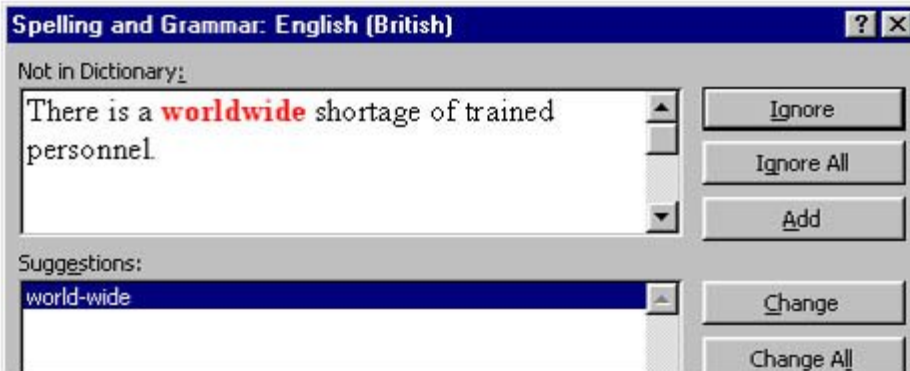 Spelling and Grammar: English (British)
Not in Dictionary:
There is a worldwide shortage of trained
personnel.
Ignore
Ignore All
Add
Suggestions:
world-wide
Change
Change All